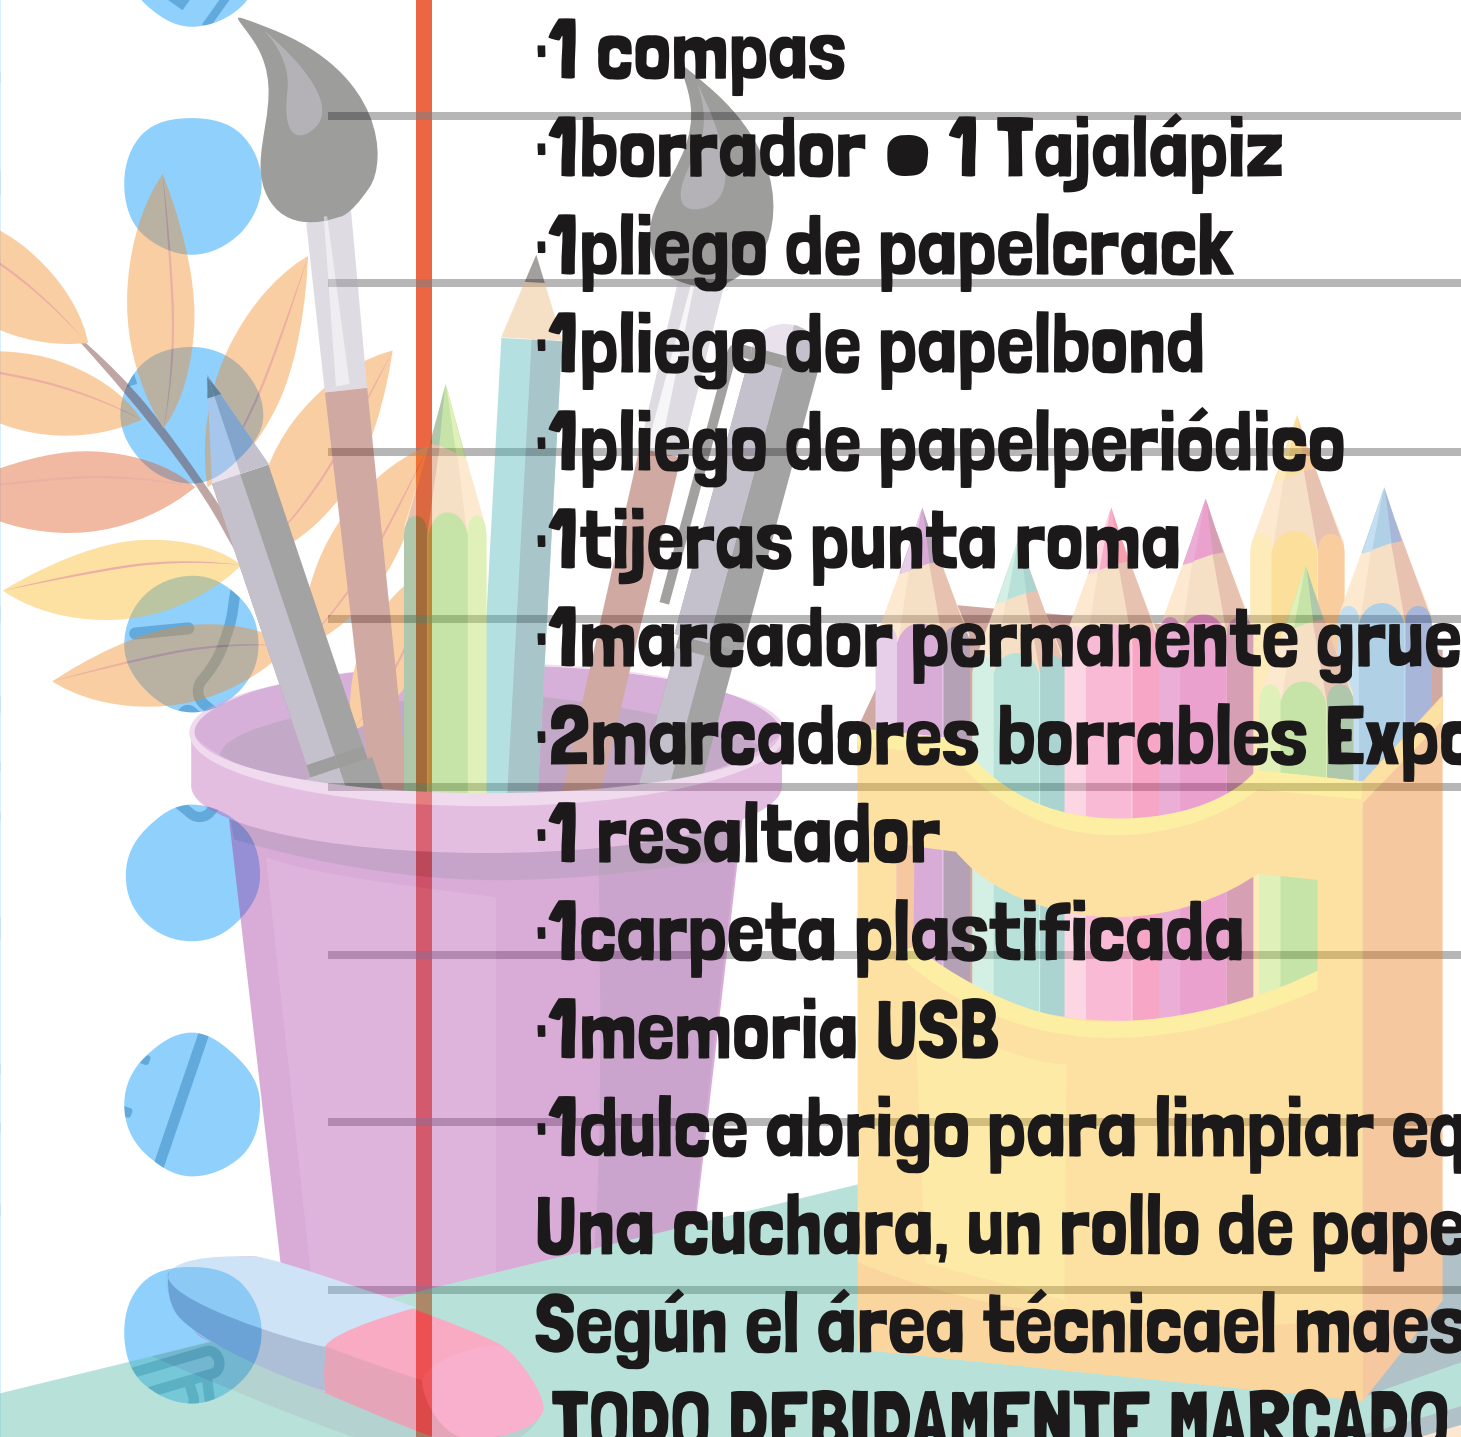 ·1 compas
·1borrador ● 1 Tajalápiz
·1pliego de papelcrack
·1pliego de papelbond
·1pliego de papelperiódico
·1tijeras punta roma
·1marcador permanente grue
·2marcadores borrables Expo
·1 resaltador
·1carpeta plastificada
·1memoria USB
·1dulce abrigo para limpiar eq
Una cuchara, un rollo de pape
Según el área técnicael maes
TODO DEBIDAMENTE MARCADO